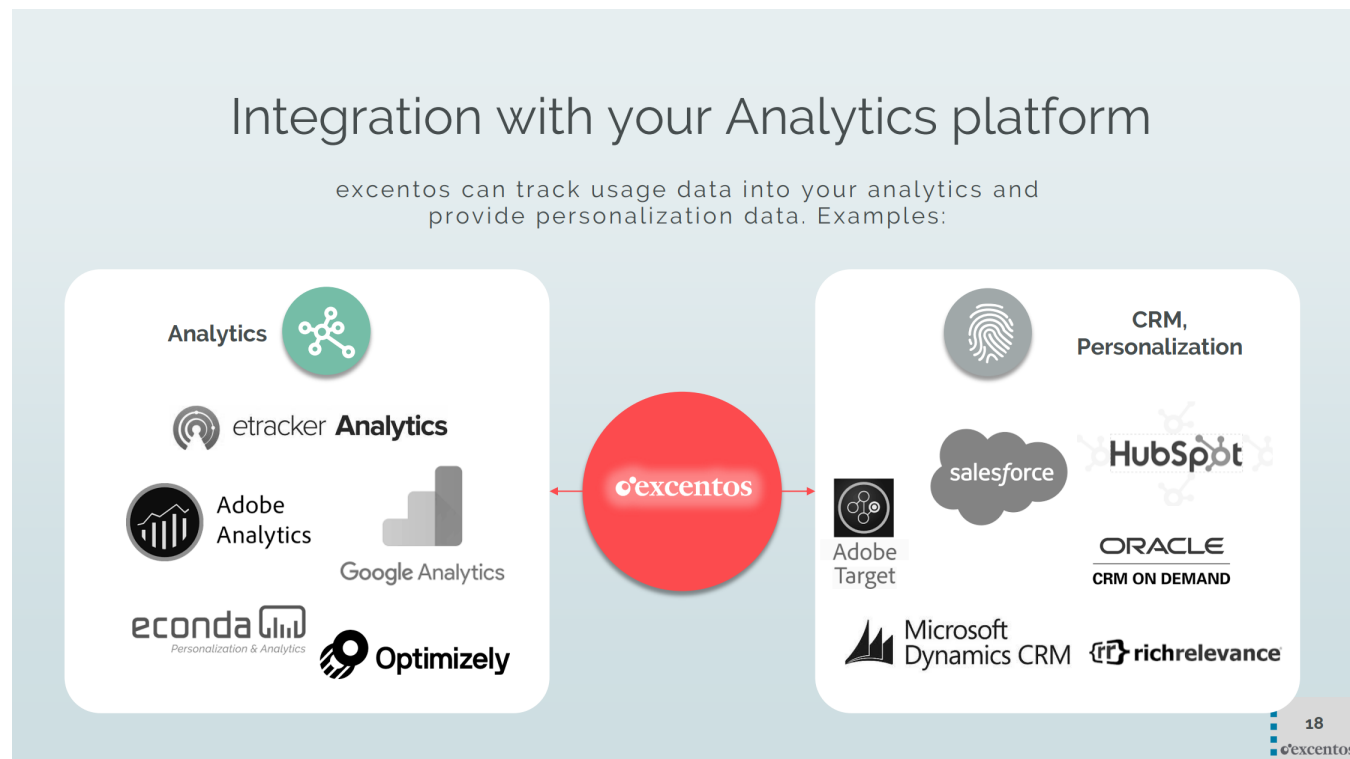 Integration with your Analytics platform
excentos can track usage data into your analytics and
provide personalization data. Examples:
Analytics
etracker Analytics
Adobe
Analytics
Google Analytics
econda
Personalization & Analytics
Optimizely
excentos
CRM,
Personalization
salesforce
HubSpot
Adobe
Target
ORACLE
CRM ON DEMAND
Microsoft
Dynamics CRM
{rr} richrelevance
18
excentos